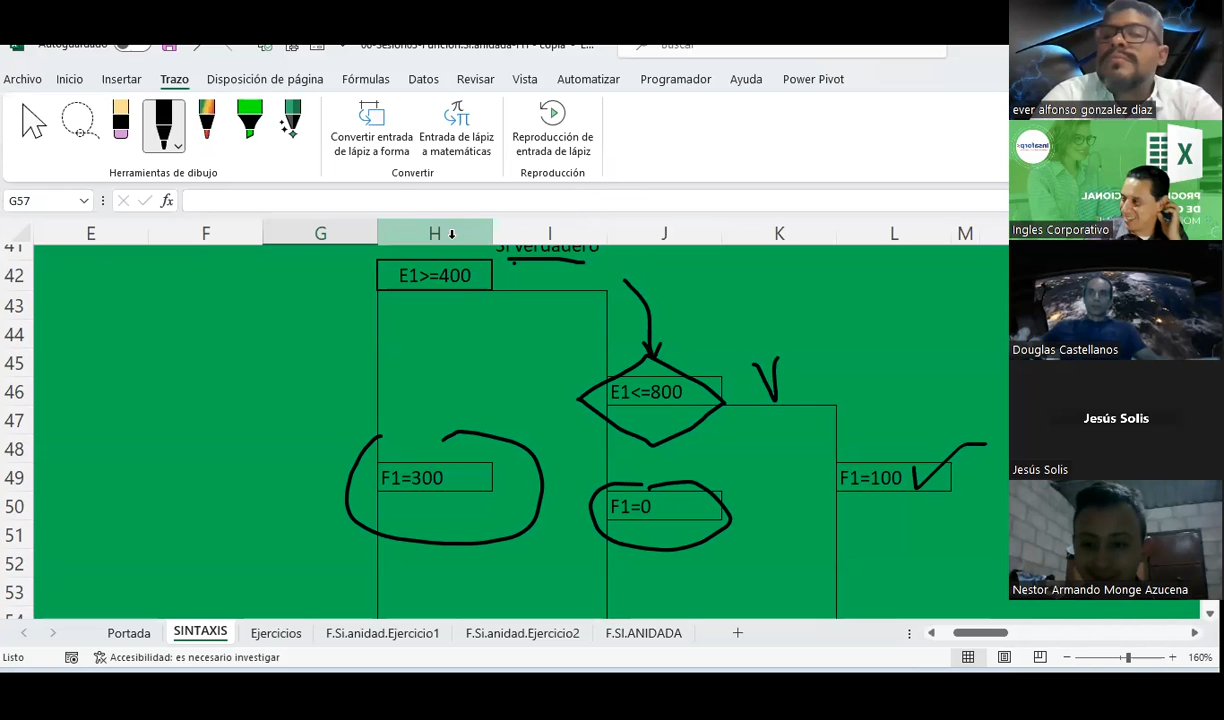 Autoguardado
Buscar
Archivo Inicio Insertar Trazo Disposición de página Fórmulas Datos Revisar Vista Automatizar Programador Ayuda Power Pivot
Convertir entrada de lápiz a forma
Entrada de lápiz a matemáticas
Reproducción de entrada de lápiz
Herramientas de dibujo
Convertir
Reproducción
G57
fx
E F G H I J K L M
41
Si verdadero
42
E1>=400
43
44
45
46
E1<=800
V
47
48
49
F1=300
F1=100
50
F1=0
51
52
53
54
Portada SINTAXIS Ejercicios F.Si.anidad.Ejercicio1 F.Si.anidad.Ejercicio2 F.SI.ANIDADA
Listo
Accesibilidad: es necesario investigar
160%
ever alfonso gonzalez diaz
insaforp
X
Ingles Corporativo
Douglas Castellanos
Jesús Solis
Jesús Solis
Nestor Armando Monge Azucena